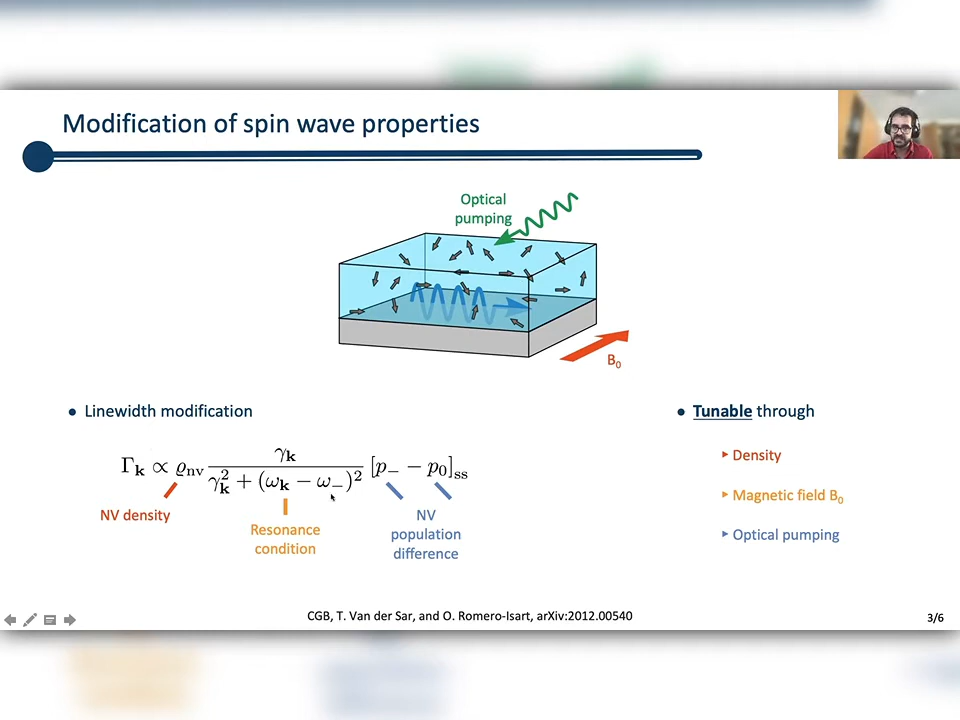 Modification of spin wave properties
Optical
pumping
B₀
• Linewidth modification
Γ_𝐤 ∝ ϱ_nv γ_𝐤 / (γ_𝐤² + (ω_𝐤 − ω_−)²) [p_− − p_0]_ss
NV density
Resonance
condition
NV
population
difference
• Tunable through
‣ Density
‣ Magnetic field B₀
‣ Optical pumping
CGB, T. Van der Sar, and O. Romero-Isart, arXiv:2012.00540
3/6